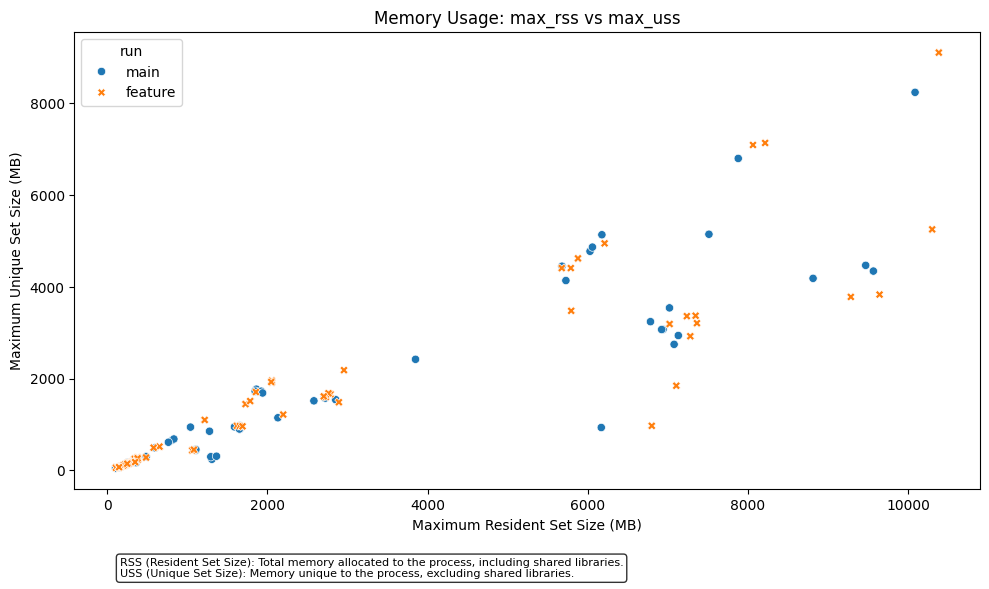 Memory Usage: max_rss vs max_uss
run
main
feature
Maximum Unique Set Size (MB)
8000
6000
4000
2000
0
0 2000 4000 6000 8000 10000
Maximum Resident Set Size (MB)
RSS (Resident Set Size): Total memory allocated to the process, including shared libraries.
USS (Unique Set Size): Memory unique to the process, excluding shared libraries.